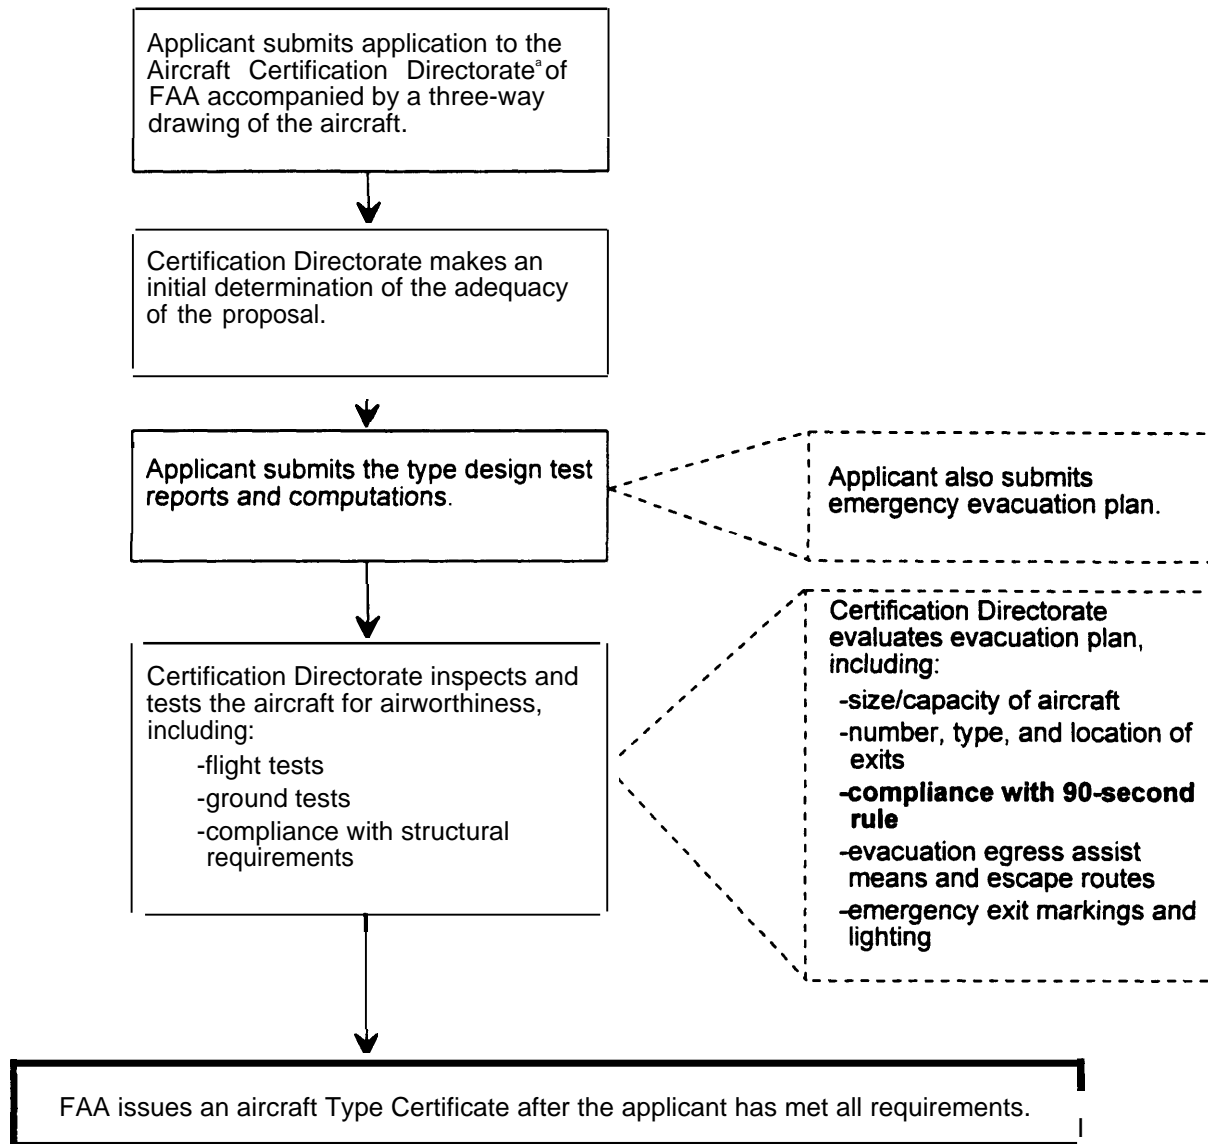 Applicant submits application to the
Aircraft Certification Directorateª of
FAA accompanied by a three-way
drawing of the aircraft.
Certification Directorate makes an
initial determination of the adequacy
of the proposal.
Applicant submits the type design test
reports and computations.
Applicant also submits
emergency evacuation plan.
Certification Directorate inspects and
tests the aircraft for airworthiness,
including:
-flight tests
-ground tests
-compliance with structural
requirements
Certification Directorate
evaluates evacuation plan,
including:
-size/capacity of aircraft
-number, type, and location of
exits
-compliance with 90-second
rule
-evacuation egress assist
means and escape routes
-emergency exit markings and
lighting
FAA issues an aircraft Type Certificate after the applicant has met all requirements.